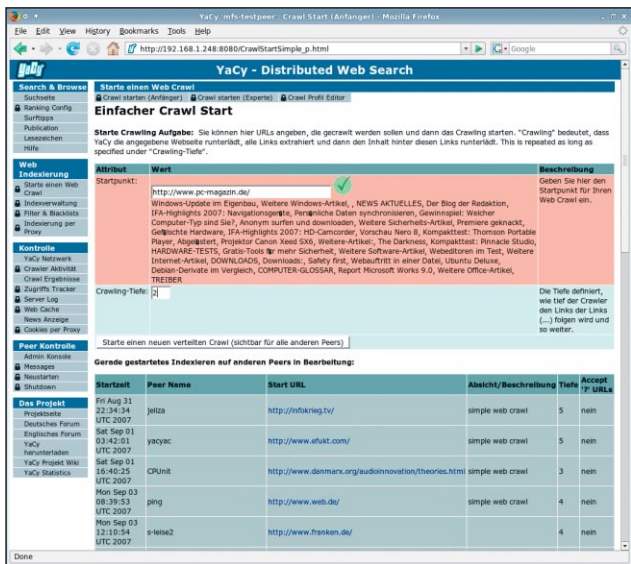 YaCy 'mfs-testpeer': Crawl Start (Anfänger) - Mozilla Firefox
File Edit View History Bookmarks Tools Help
http://192.168.1.248:8080/CrawlStartSimple_p.html
Google
YaCy
YaCy - Distributed Web Search
Search & Browse
Suchseite
Ranking Config
Surftipps
Publication
Lesezeichen
Hilfe
Web Indexierung
Starte einen Web Crawl
Indexverwaltung
Filter & Blacklists
Indexierung per Proxy
Kontrolle
YaCy Netzwerk
Crawler Aktivität
Crawl Ergebnisse
Zugriffs Tracker
Server Log
Web Cache
News Anzeige
Cookies per Proxy
Peer Kontrolle
Admin Konsole
Messages
Neustarten
Shutdown
Das Projekt
Projektseite
Deutsches Forum
Englisches Forum
YaCy herunterladen
YaCy Projekt Wiki
YaCy Statistics
Starte einen Web Crawl
Crawl starten (Anfänger) Crawl starten (Experte) Crawl Profil Editor
Einfacher Crawl Start
Starte Crawling Aufgabe: Sie können hier URLs angeben, die gecrawlt werden sollen und dann das Crawling starten. "Crawling" bedeutet, dass
YaCy die angegebene Webseite runterlädt, alle Links extrahiert und dann den Inhalt hinter diesen Links runterlädt. This is repeated as long as
specified under "Crawling-Tiefe".
Attribut Wert Beschreibung
Startpunkt:
http://www.pc-magazin.de/
Windows-Update im Eigenbau, Weitere Windows-Artikel, , NEWS AKTUELLES, Der Blog der Redaktion,
IFA-Highlights 2007: Navigationsger�te, Pers�nliche Daten synchronisieren, Gewinnspiel: Welcher
Computer-Typ sind Sie?, Anonym surfen und downloaden, Weitere Sicherheits-Artikel, Premiere geknackt,
Gef�lschte Hardware, IFA-Highlights 2007: HD-Camcorder, Vorschau Nero 8, Kompakttest: Thomson Portable
Player, Abgel�stert, Projektor Canon Xeed SX6, Weitere-Artikel:, The Darkness, Kompakttest: Pinnacle Studio,
HARDWARE-TESTS, Gratis-Tools f�r mehr Sicherheit, Weitere Software-Artikel, Webeditoren im Test, Weitere
Internet-Artikel, DOWNLOADS, Downloads:, Safety first, Webauftritt in einer Datei, Ubuntu Deluxe,
Debian-Derivate im Vergleich, COMPUTER-GLOSSAR, Report Microsoft Works 9.0, Weitere Office-Artikel,
TREIBER
Geben Sie hier den
Startpunkt für Ihren
Web Crawl ein.
Crawling-Tiefe: 2
Die Tiefe definiert,
wie tief der Crawler
den Links der Links
(....) folgen wird und
so weiter.
Starte einen neuen verteilten Crawl (sichtbar für alle anderen Peers)
Gerade gestartetes Indexieren auf anderen Peers in Bearbeitung:
Startzeit Peer Name Start URL Absicht/Beschreibung Tiefe Accept '?' URLs
Fri Aug 31 22:34:34 UTC 2007 jeliza http://infokrieg.tv/ simple web crawl 5 nein
Sat Sep 01 03:42:01 UTC 2007 yacyac http://www.efukt.com/ simple web crawl 5 nein
Sat Sep 01 16:40:25 UTC 2007 CPUnit http://www.danmarx.org/audioinnovation/theories.html simple web crawl 3 nein
Mon Sep 03 08:39:53 UTC 2007 ping http://www.web.de/ simple web crawl 4 nein
Mon Sep 03 12:10:54 UTC 2007 s-leise2 http://www.franken.de/ 4 nein
Done